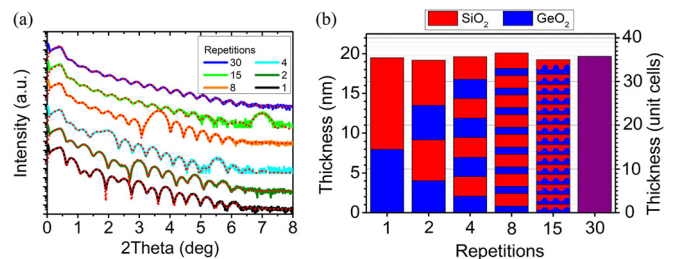 (a)
Intensity (a.u.)
Repetitions
30 4
15 2
8 1
0 1 2 3 4 5 6 7 8
2Theta (deg)
(b)
SiO₂ GeO₂
Thickness (nm)
20
15
10
5
0
Thickness (unit cells)
40
30
20
10
0
1 2 4 8 15 30
Repetitions